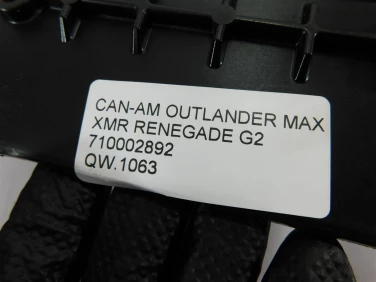 CAN-AM OUTLANDER MAX
XMR RENEGADE G2
710002892
QW.1063